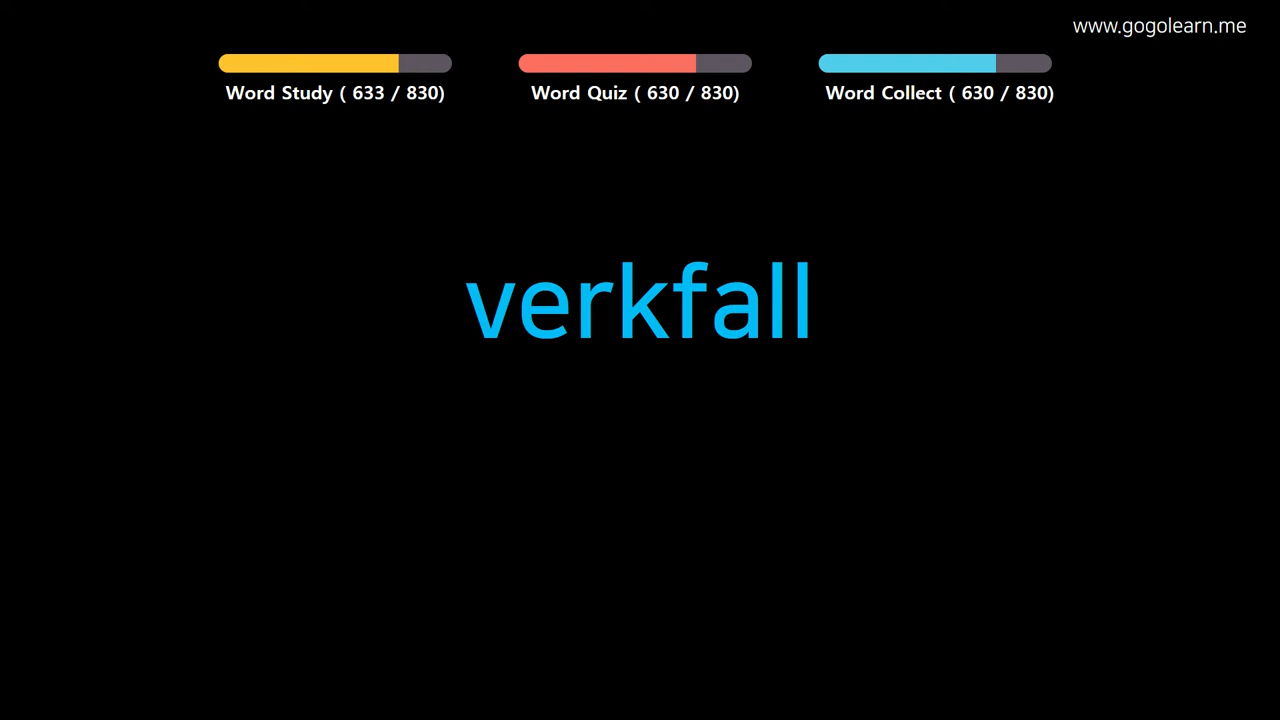 www.gogolearn.me
Word Study ( 633 / 830)
Word Quiz ( 630 / 830)
Word Collect ( 630 / 830)
verkfall